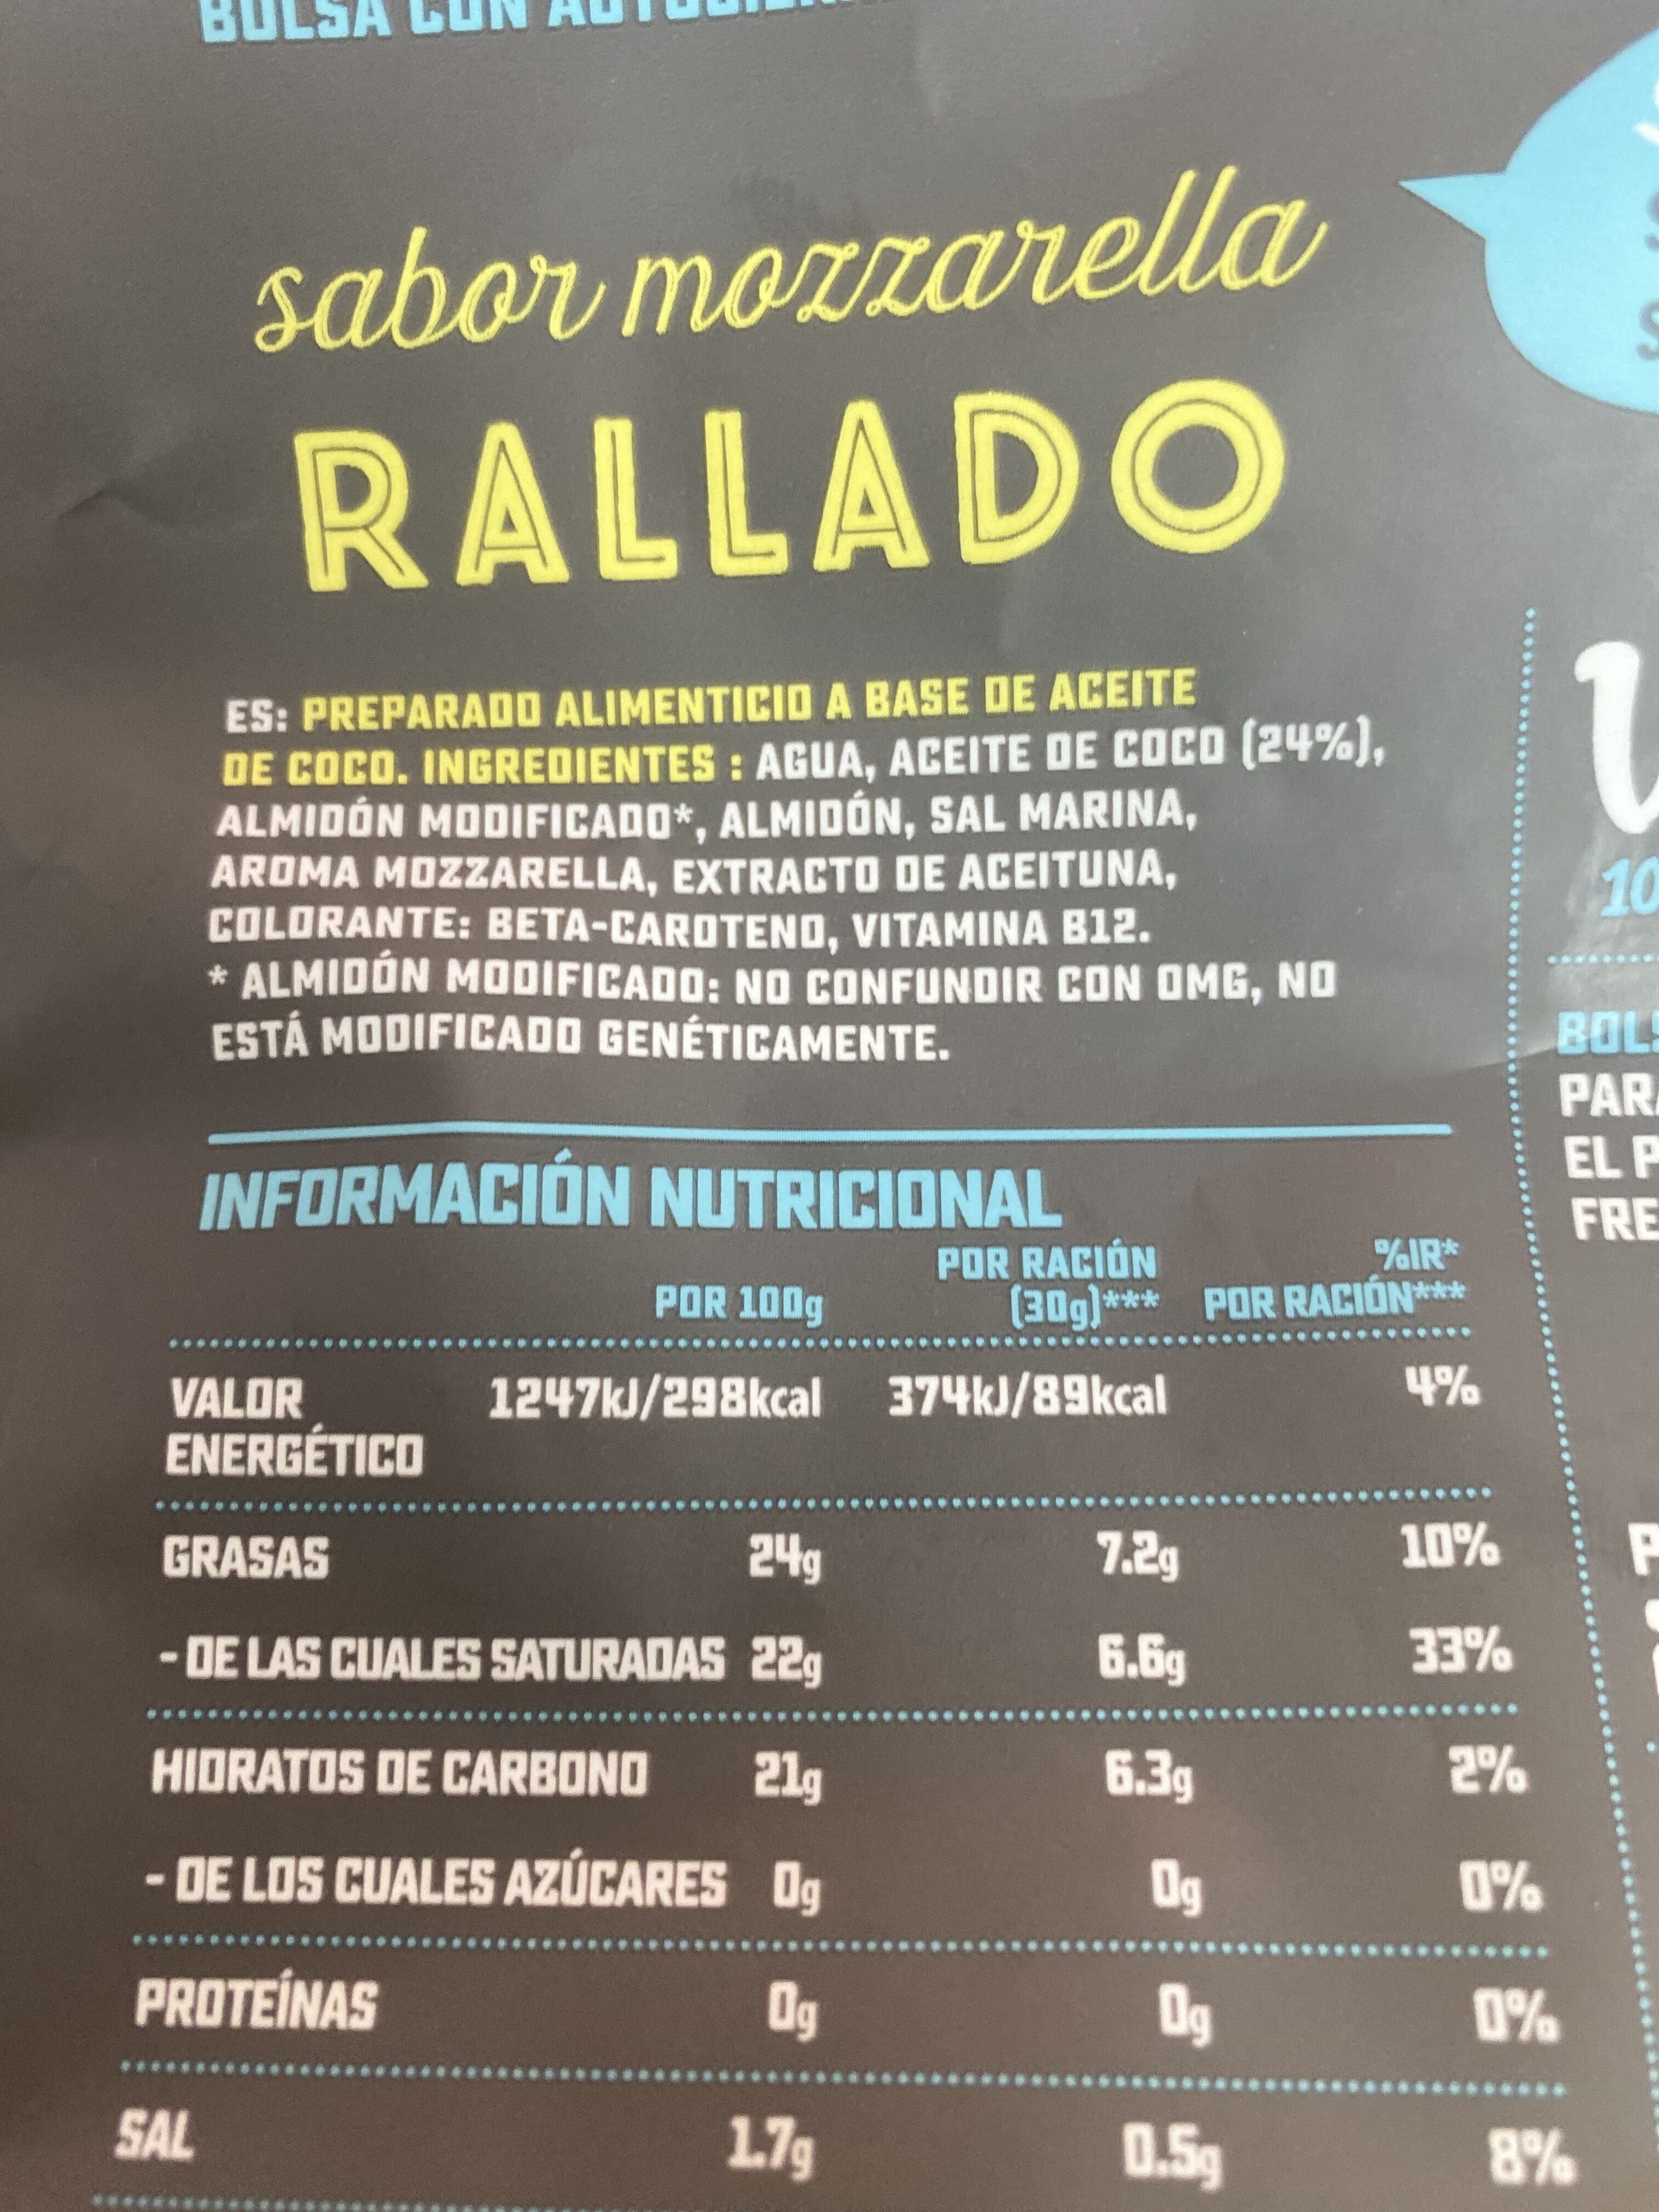 BOLSA CON
sabor mozzarella
RALLADO
ES: PREPARADO ALIMENTICIO A BASE DE ACEITE
DE COCO. INGREDIENTES : AGUA, ACEITE DE COCO (24%),
ALMIDÓN MODIFICADO*, ALMIDÓN, SAL MARINA,
AROMA MOZZARELLA, EXTRACTO DE ACEITUNA,
COLORANTE: BETA-CAROTENO, VITAMINA B12.
* ALMIDÓN MODIFICADO: NO CONFUNDIR CON OMG, NO
ESTÁ MODIFICADO GENÉTICAMENTE.
INFORMACIÓN NUTRICIONAL
POR 100g POR RACIÓN (30g)*** %IR* POR RACIÓN***
VALOR ENERGÉTICO 1247kJ/298kcal 374kJ/89kcal 4%
GRASAS 24g 7.2g 10%
- DE LAS CUALES SATURADAS 22g 6.6g 33%
HIDRATOS DE CARBONO 21g 6.3g 2%
- DE LOS CUALES AZÚCARES 0g 0g 0%
PROTEÍNAS 0g 0g 0%
SAL 1.7g 0.5g 8%
10
EL